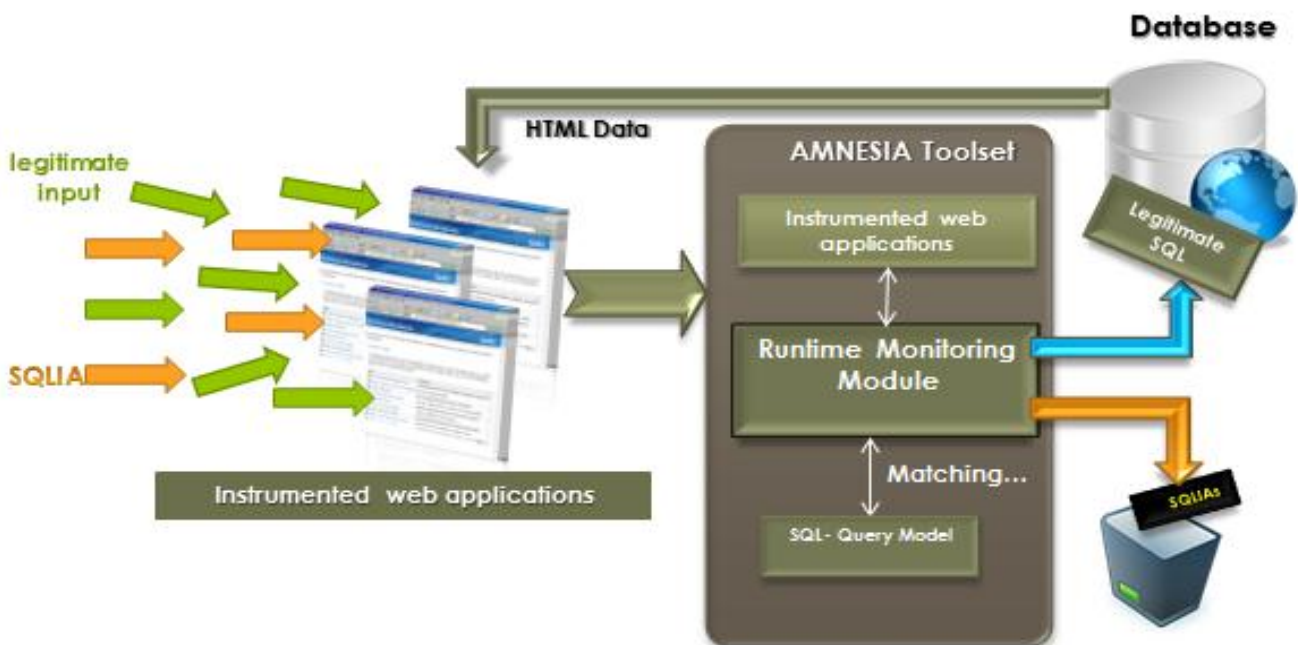 Database
HTML Data
legitimate
input
SQLIA
Instrumented web applications
AMNESIA Toolset
Instrumented web
applications
Runtime Monitoring
Module
Matching...
SQL- Query Model
Legitimate
SQL
SQLIAs